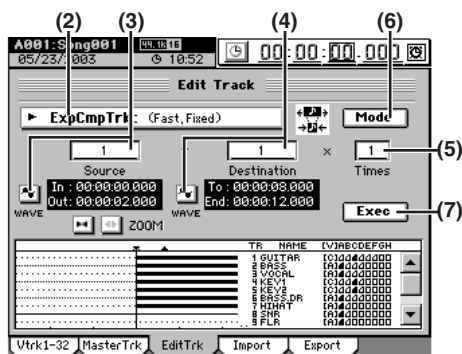 (2) (3) (4) (6)
A001:Song001 44.1k 16
05/23/2003 10:52 00:00:00.000
Edit Track
ExpCmpTrk: (Fast,Fixed) Mode
1 1 × 1 (5)
Source Destination Times
In : 00:00:00.000 To : 00:00:08.000
Out: 00:00:02.000 End: 00:00:12.000
WAVE WAVE Exec (7)
ZOOM
TR NAME [V]ABCDEFGH
1 GUITAR [C]
2 BASS [A]
3 VOCAL [A]
4 KEY1 [C]
5 KEY2 [C]
6 BASS.DR [A]
7 HIHAT [A]
8 SNR [A]
9 FLR [A]
Vtrk1-32 MasterTrk EditTrk Import Export